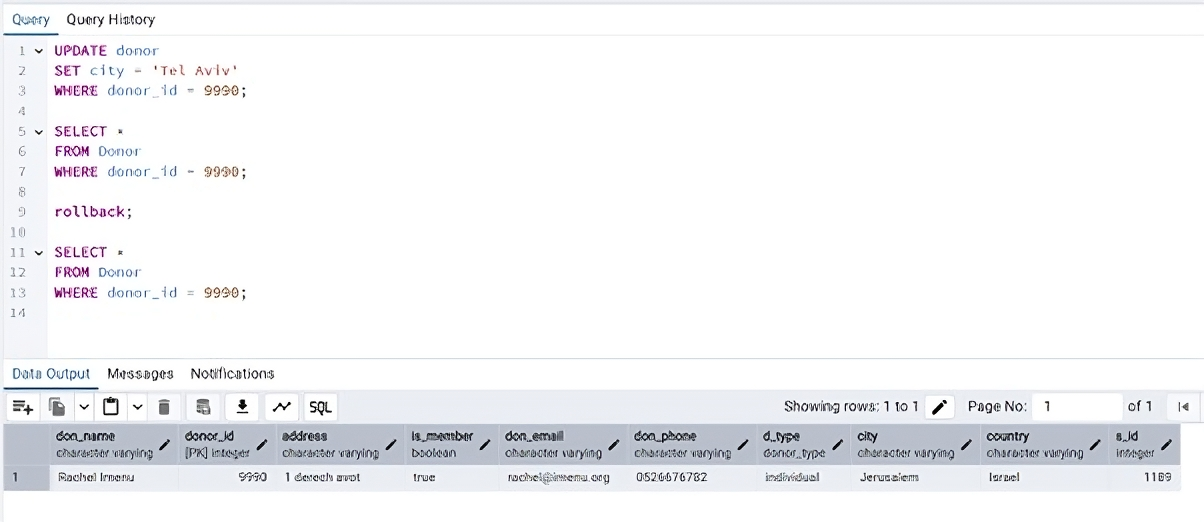 Query Query History
1 UPDATE donor
2 SET city = 'Tel Aviv'
3 WHERE donor_id = 9990;
4
5 SELECT *
6 FROM Donor
7 WHERE donor_id = 9990;
8
9 rollback;
10
11 SELECT *
12 FROM Donor
13 WHERE donor_id = 9990;
14
Data Output Messages Notifications
SQL Showing rows: 1 to 1 Page No: 1 of 1
don_name donor_id address is_member don_email don_phone d_type city country s_id
character varying [PK] integer character varying boolean character varying character varying donor_type character varying character varying integer
1 Rachel 9990 1 derech avot true 0526676782 individual Jerusalem Israel 1189